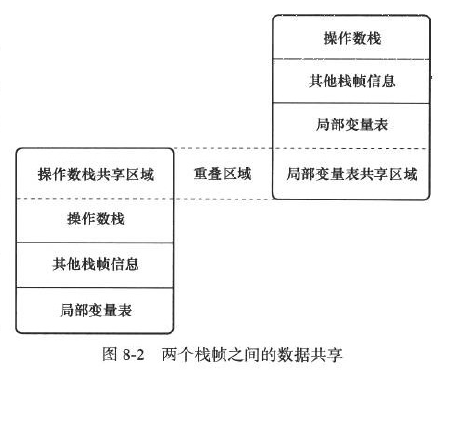 操作数栈
其他栈帧信息
局部变量表
操作数栈共享区域
重叠区域
局部变量表共享区域
操作数栈
其他栈帧信息
局部变量表
图 8-2 两个栈帧之间的数据共享